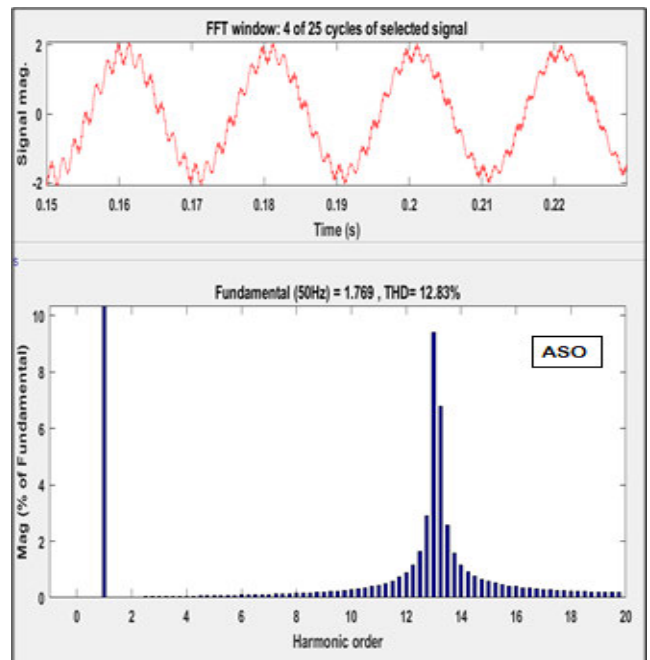 FFT window: 4 of 25 cycles of selected signal
Signal mag.
2
0
-2
0.15 0.16 0.17 0.18 0.19 0.2 0.21 0.22
Time (s)
s
Fundamental (50Hz) = 1.769 , THD= 12.83%
Mag (% of Fundamental)
10
8
6
4
2
0
ASO
0 2 4 6 8 10 12 14 16 18 20
Harmonic order